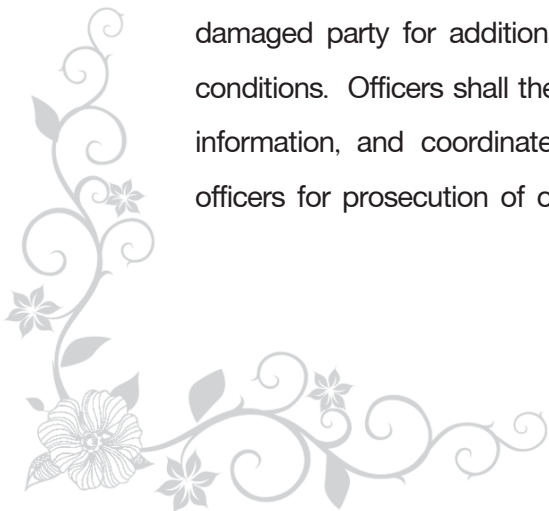 damaged party for addition
conditions. Officers shall the
information, and coordinate
officers for prosecution of o